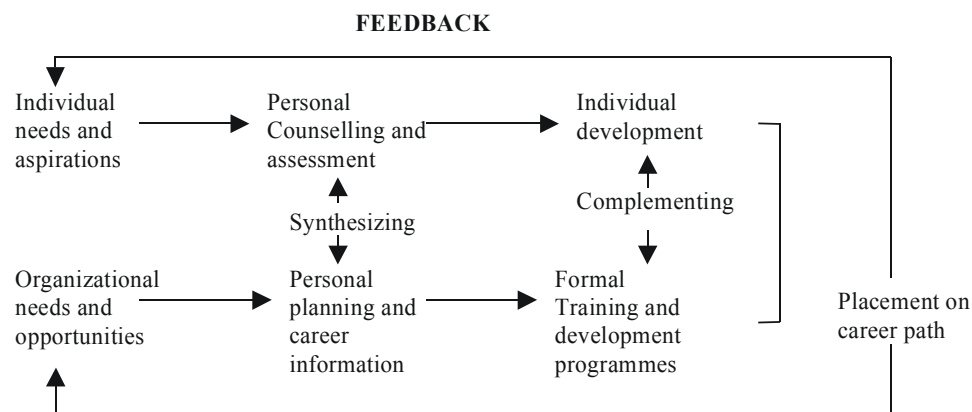 FEEDBACK
Individual
needs and
aspirations
Personal
Counselling and
assessment
Individual
development
Synthesizing
Complementing
Organizational
needs and
opportunities
Personal
planning and
career
information
Formal
Training and
development
programmes
Placement on
career path